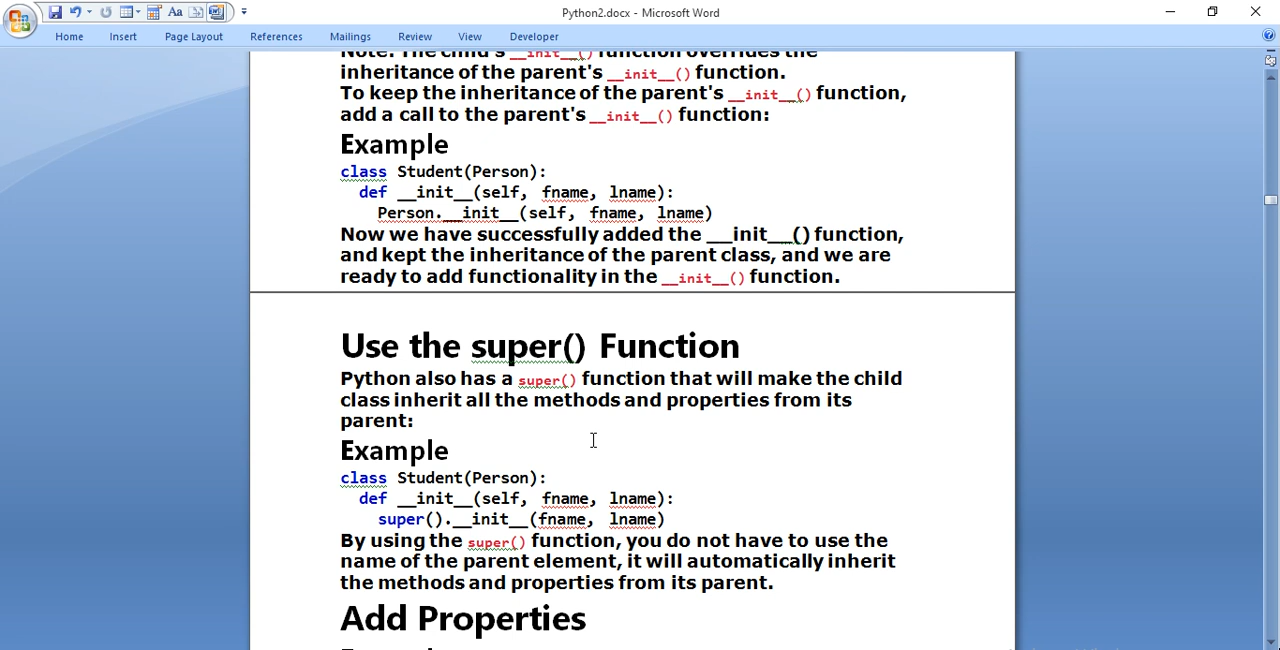 Python2.docx - Microsoft Word
Home Insert Page Layout References Mailings Review View Developer
Note: The child's __init__() function overrides the
inheritance of the parent's __init__() function.
To keep the inheritance of the parent's __init__() function,
add a call to the parent's __init__() function:
Example
class Student(Person):
def __init__(self, fname, lname):
Person.__init__(self, fname, lname)
Now we have successfully added the __init__() function,
and kept the inheritance of the parent class, and we are
ready to add functionality in the __init__() function.
Use the super() Function
Python also has a super() function that will make the child
class inherit all the methods and properties from its
parent:
Example
class Student(Person):
def __init__(self, fname, lname):
super().__init__(fname, lname)
By using the super() function, you do not have to use the
name of the parent element, it will automatically inherit
the methods and properties from its parent.
Add Properties